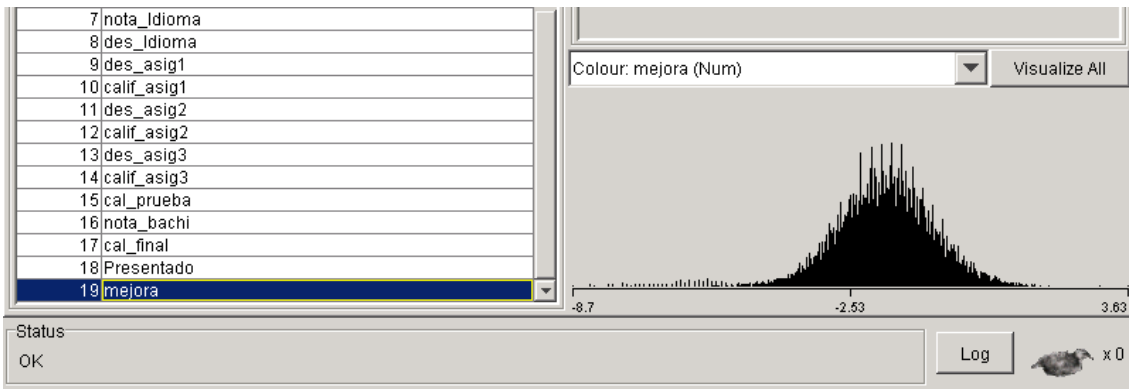 7 nota_Idioma
8 des_Idioma
9 des_asig1
10 calif_asig1
11 des_asig2
12 calif_asig2
13 des_asig3
14 calif_asig3
15 cal_prueba
16 nota_bachi
17 cal_final
18 Presentado
19 mejora
Colour: mejora (Num)
Visualize All
-8.7
-2.53
3.63
Status
OK
Log
x 0